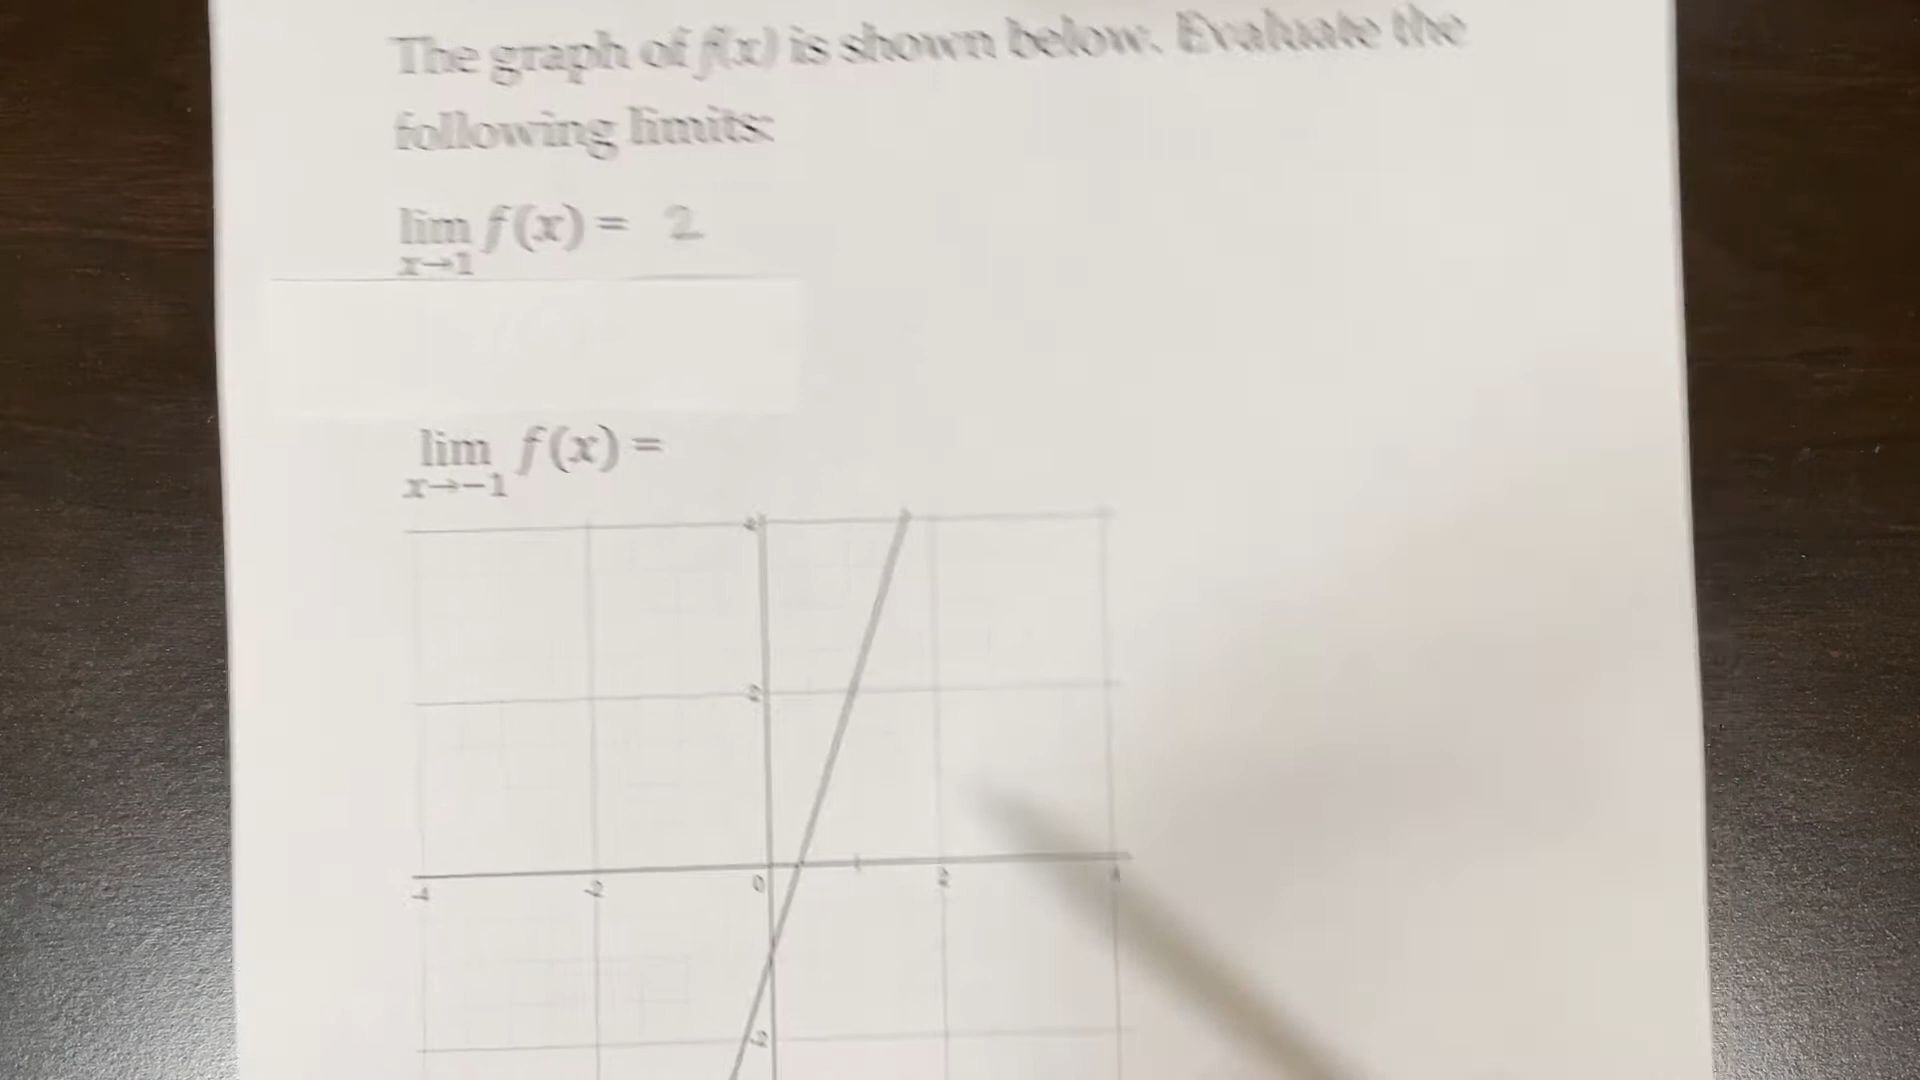 The graph of f(x) is shown below. Evaluate the
following limits:
lim f(x) = 2
x→1
lim f(x) =
x→-1
4
2
-4 -2 0 2 4
-2